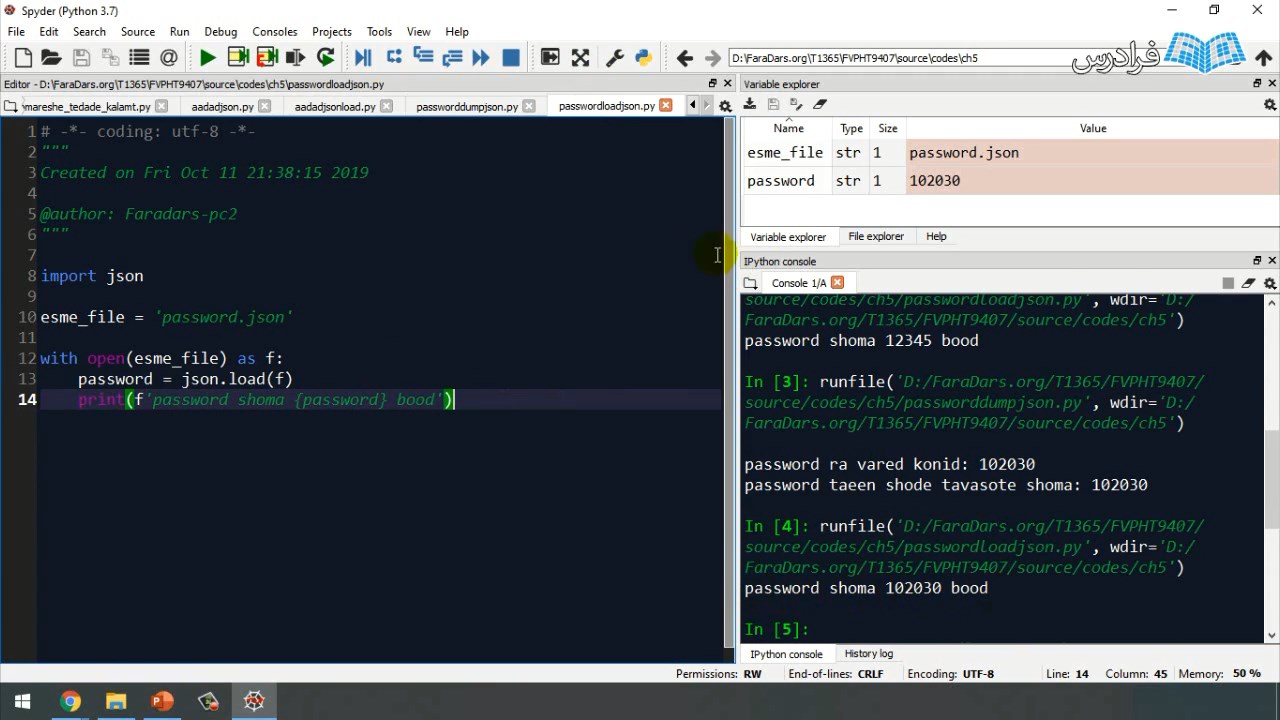 Spyder (Python 3.7)
File Edit Search Source Run Debug Consoles Projects Tools View Help
D:\FaraDars.org\T1365\FVPHT9407\source\codes\ch5
فرادرس
Editor - D:\FaraDars.org\T1365\FVPHT9407\source\codes\ch5\passwordloadjson.py
mareshe_tedade_kalamt.py aadadjson.py aadadjsonload.py passworddumpjson.py passwordloadjson.py
1 # -*- coding: utf-8 -*-
2 """
3 Created on Fri Oct 11 21:38:15 2019
4
5 @author: Faradars-pc2
6 """
7
8 import json
9
10 esme_file = 'password.json'
11
12 with open(esme_file) as f:
13 password = json.load(f)
14 print(f'password shoma {password} bood')
Variable explorer
Name Type Size Value
esme_file str 1 password.json
password str 1 102030
Variable explorer File explorer Help
IPython console
Console 1/A
source/codes/ch5/passwordloadjson.py', wdir='D:/
FaraDars.org/T1365/FVPHT9407/source/codes/ch5')
password shoma 12345 bood
In [3]: runfile('D:/FaraDars.org/T1365/FVPHT9407/
source/codes/ch5/passworddumpjson.py', wdir='D:/
FaraDars.org/T1365/FVPHT9407/source/codes/ch5')
password ra vared konid: 102030
password taeen shode tavasote shoma: 102030
In [4]: runfile('D:/FaraDars.org/T1365/FVPHT9407/
source/codes/ch5/passwordloadjson.py', wdir='D:/
FaraDars.org/T1365/FVPHT9407/source/codes/ch5')
password shoma 102030 bood
In [5]:
IPython console History log
Permissions: RW End-of-lines: CRLF Encoding: UTF-8 Line: 14 Column: 45 Memory: 50 %